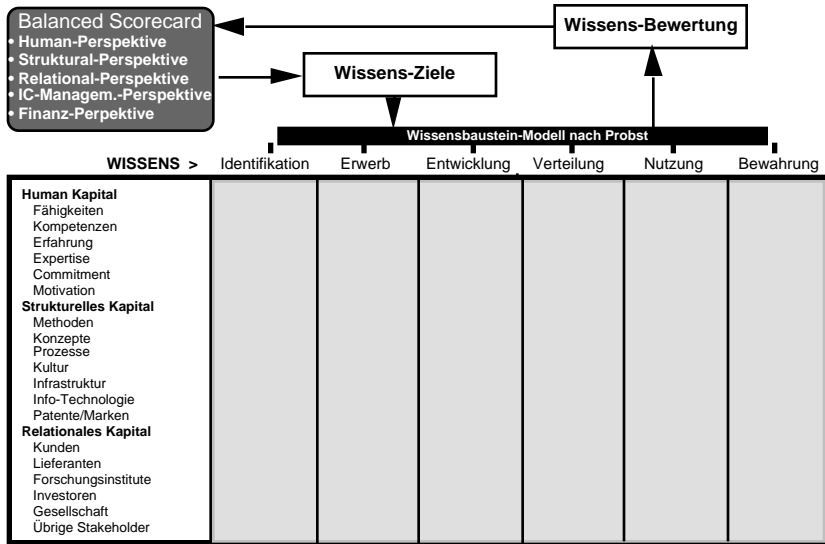 Balanced Scorecard
• Human-Perspektive
• Struktural-Perspektive
• Relational-Perspektive
• IC-Managem.-Perspektive
• Finanz-Perpektive
Wissens-Bewertung
Wissens-Ziele
Wissensbaustein-Modell nach Probst
WISSENS > Identifikation Erwerb Entwicklung Verteilung Nutzung Bewahrung
Human Kapital
Fähigkeiten
Kompetenzen
Erfahrung
Expertise
Commitment
Motivation
Strukturelles Kapital
Methoden
Konzepte
Prozesse
Kultur
Infrastruktur
Info-Technologie
Patente/Marken
Relationales Kapital
Kunden
Lieferanten
Forschungsinstitute
Investoren
Gesellschaft
Übrige Stakeholder